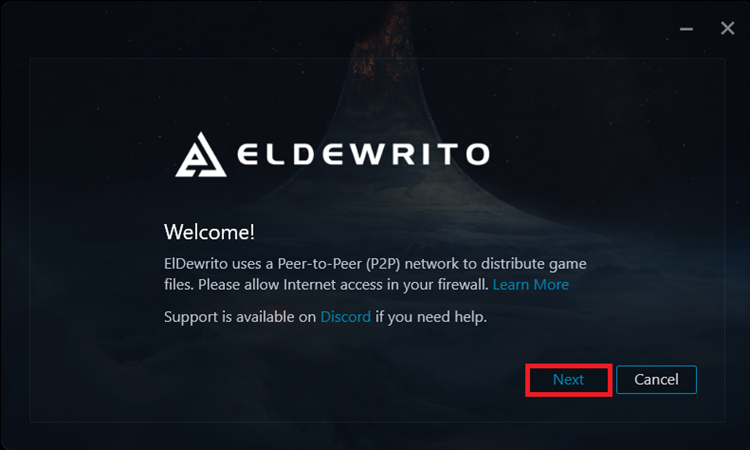 ELDEWRITO
Welcome!
ElDewrito uses a Peer-to-Peer (P2P) network to distribute game
files. Please allow Internet access in your firewall. Learn More
Support is available on Discord if you need help.
Next Cancel